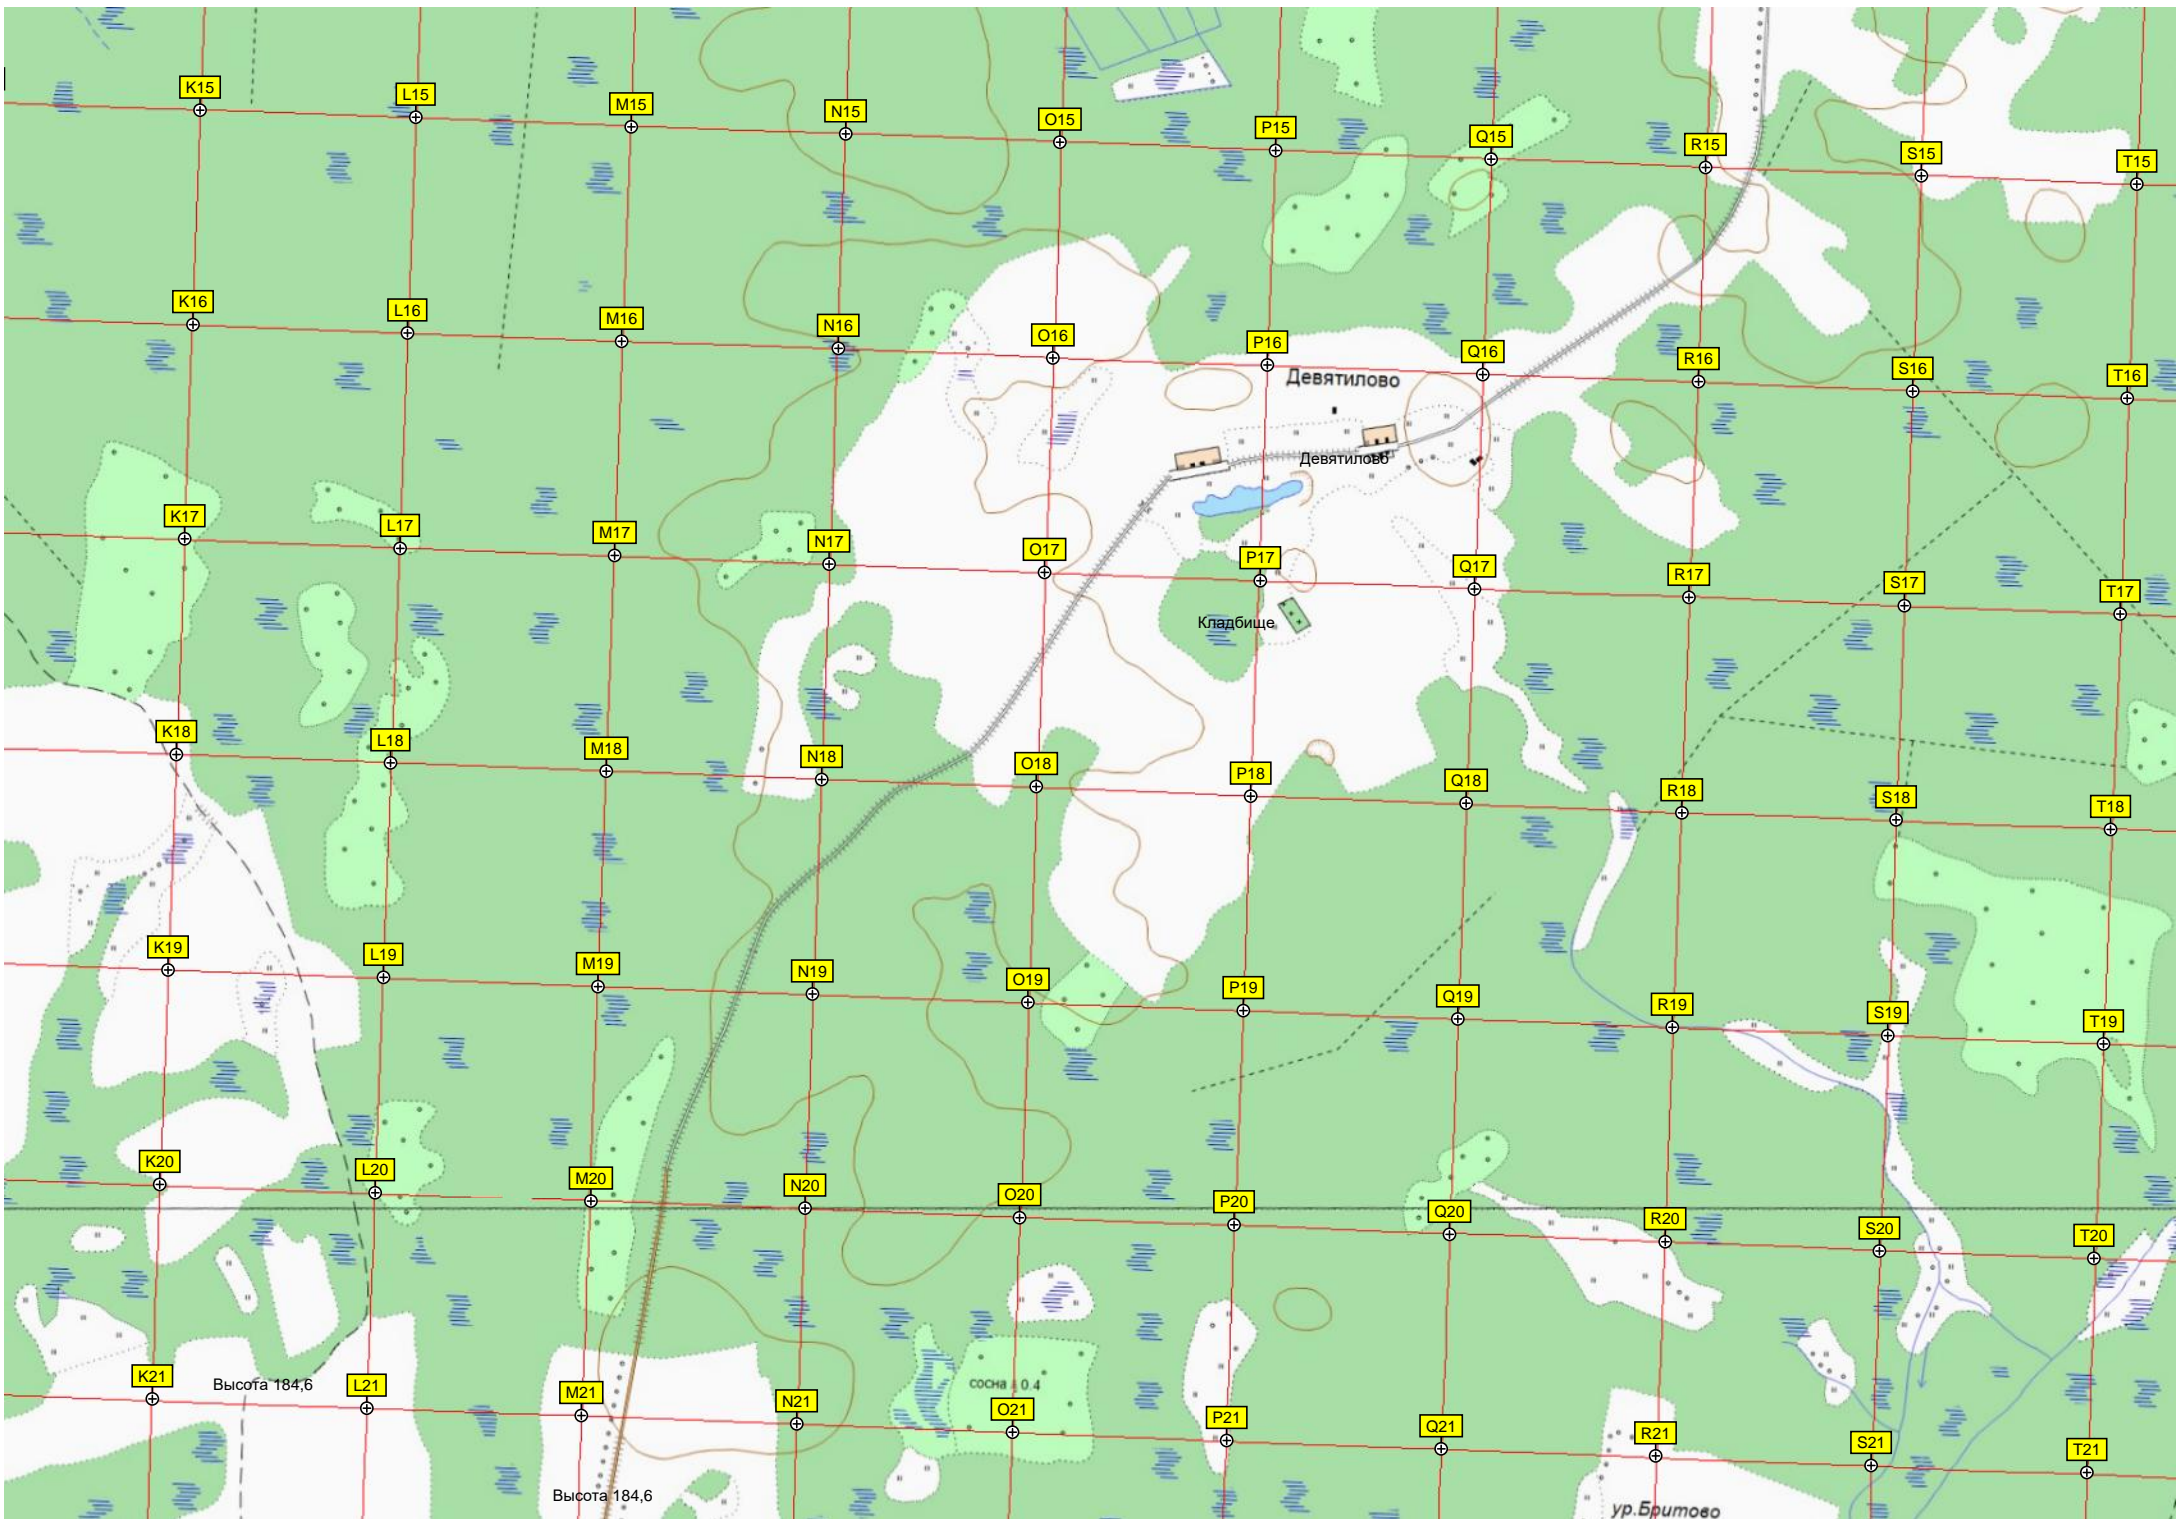 K15 L15 M15 N15 O15 P15 Q15 R15 S15 T15
K16 L16 M16 N16 O16 P16 Q16 R16 S16 T16
Девятилово
Девятилово
K17 L17 M17 N17 O17 P17 Q17 R17 S17 T17
Кладбище
K18 L18 M18 N18 O18 P18 Q18 R18 S18 T18
K19 L19 M19 N19 O19 P19 Q19 R19 S19 T19
K20 L20 M20 N20 O20 P20 Q20 R20 S20 T20
Высота 184,6
сосна 0.4
K21 L21 M21 N21 O21 P21 Q21 R21 S21 T21
Высота 184,6
ур.Бритово